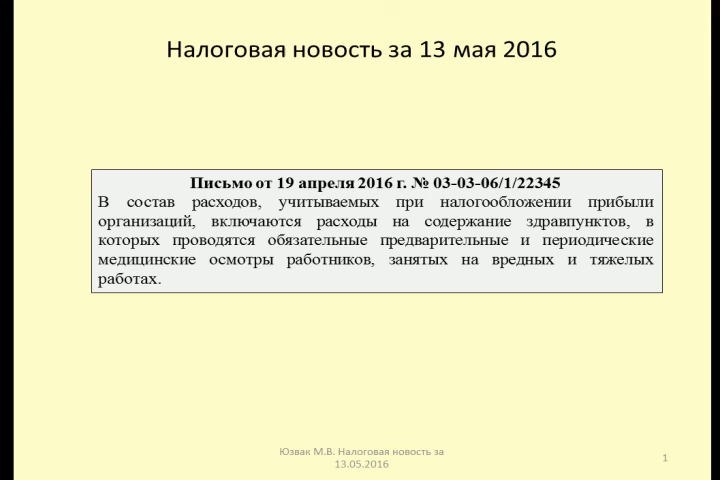 Налоговая новость за 13 мая 2016
Письмо от 19 апреля 2016 г. № 03-03-06/1/22345
В состав расходов, учитываемых при налогообложении прибыли
организаций, включаются расходы на содержание здравпунктов, в
которых проводятся обязательные предварительные и периодические
медицинские осмотры работников, занятых на вредных и тяжелых
работах.
Юзвак М.В. Налоговая новость за
13.05.2016
1